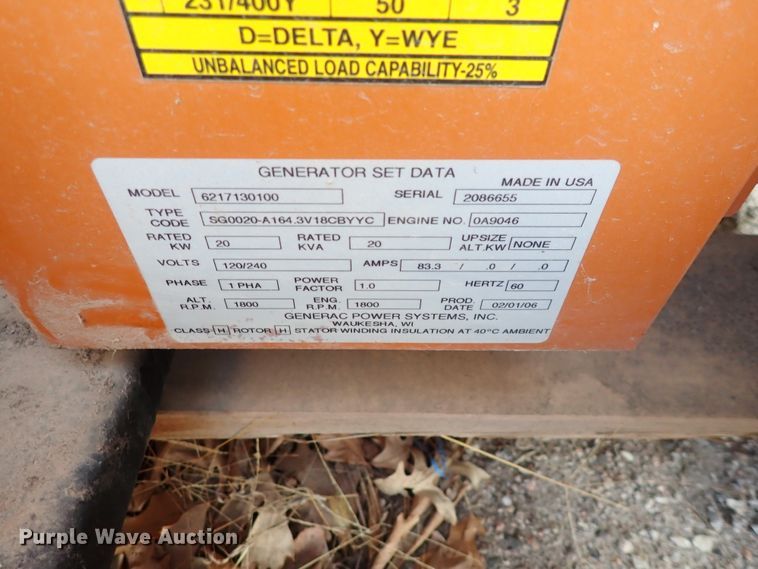 231/400Y 50 3
D=DELTA, Y=WYE
UNBALANCED LOAD CAPABILITY-25%
GENERATOR SET DATA
MADE IN USA
MODEL 6217130100 SERIAL 2086655
TYPE CODE SG0020-A164.3V18CBYYC ENGINE NO. 0A9046
RATED KW 20 RATED KVA 20 UPSIZE ALT.KW NONE
VOLTS 120/240 AMPS 83.3 / .0 / .0
PHASE 1 PHA POWER FACTOR 1.0 HERTZ 60
ALT. R.P.M. 1800 ENG. R.P.M. 1800 PROD. DATE 02/01/06
GENERAC POWER SYSTEMS, INC.
WAUKESHA, WI
CLASS H ROTOR H STATOR WINDING INSULATION AT 40°C AMBIENT
Purple Wave Auction